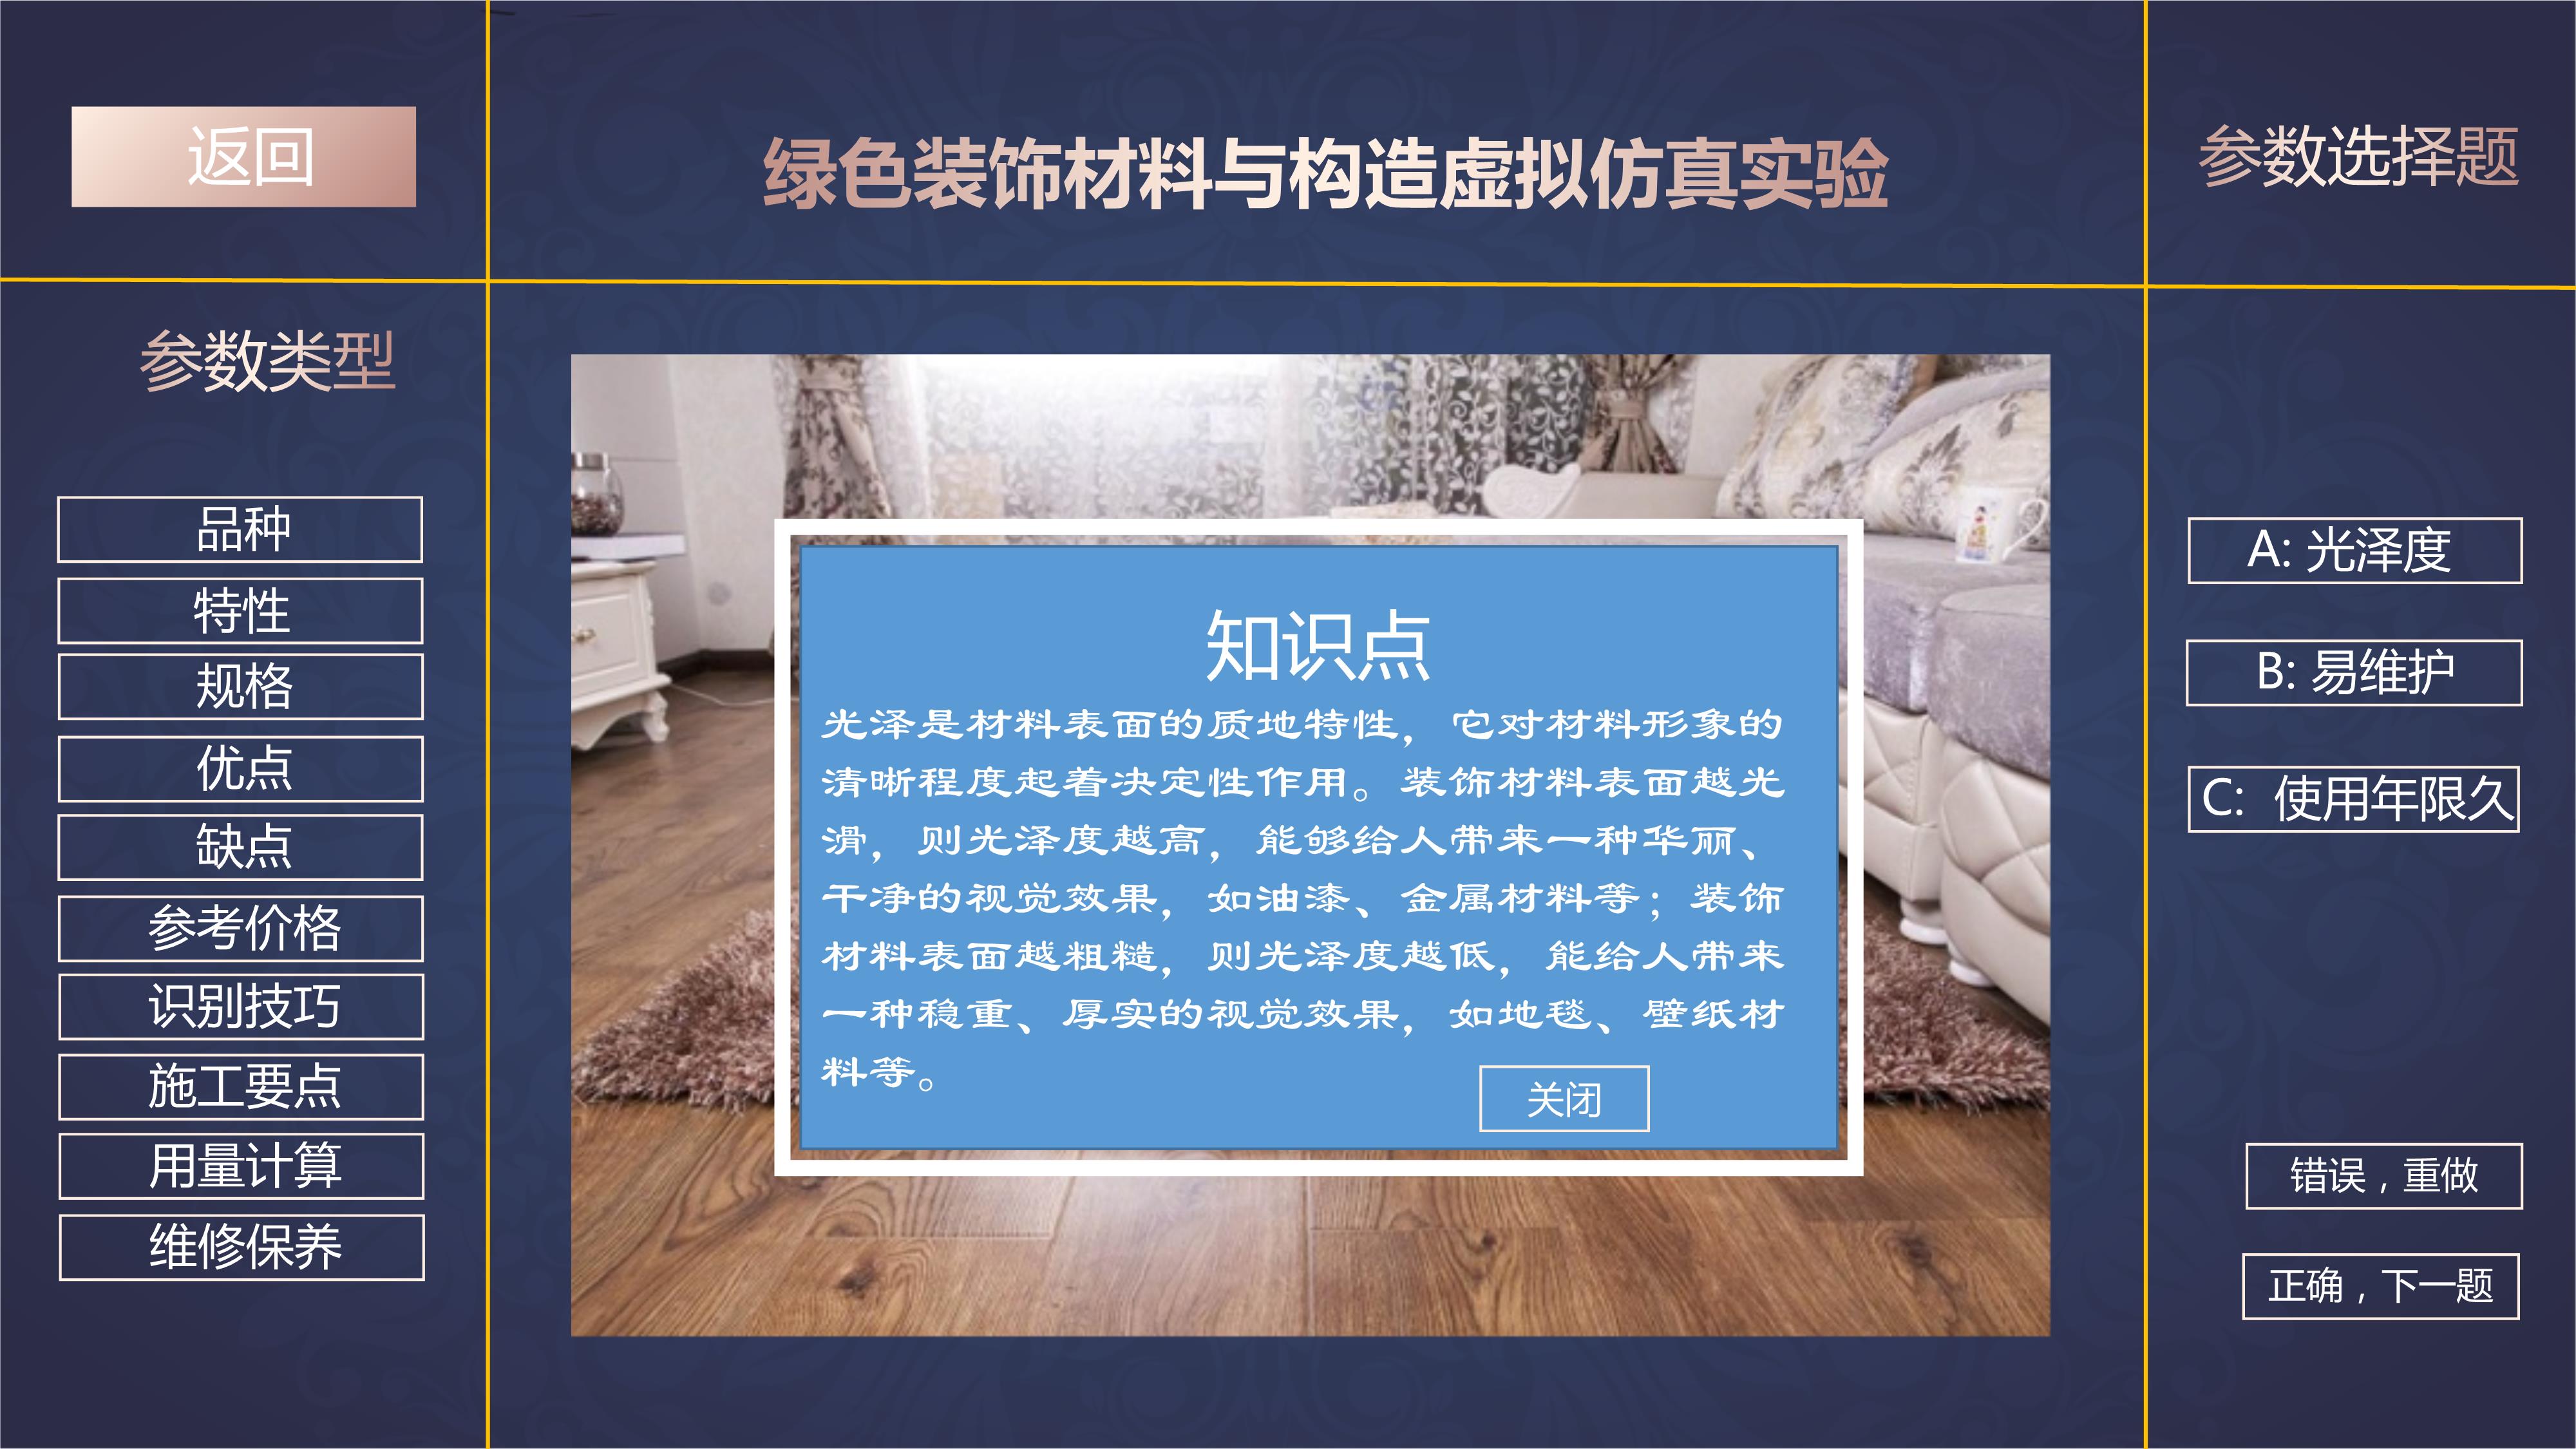 返回
绿色装饰材料与构造虚拟仿真实验
参数选择题
参数类型
品种
特性
规格
优点
缺点
参考价格
识别技巧
施工要点
用量计算
维修保养
知识点
光泽是材料表面的质地特性，它对材料形象的
清晰程度起着决定性作用。装饰材料表面越光
滑，则光泽度越高，能够给人带来一种华丽、
干净的视觉效果，如油漆、金属材料等；装饰
材料表面越粗糙，则光泽度越低，能给人带来
一种稳重、厚实的视觉效果，如地毯、壁纸材
料等。
关闭
A: 光泽度
B: 易维护
C: 使用年限久
错误，重做
正确，下一题